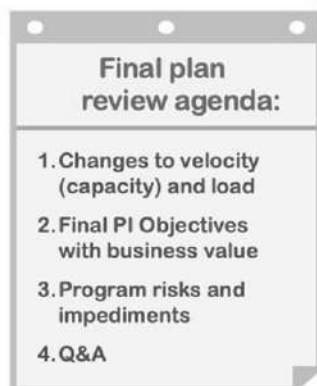 Final plan
review agenda:
1. Changes to velocity
(capacity) and load
2. Final PI Objectives
with business value
3. Program risks and
impediments
4. Q&A